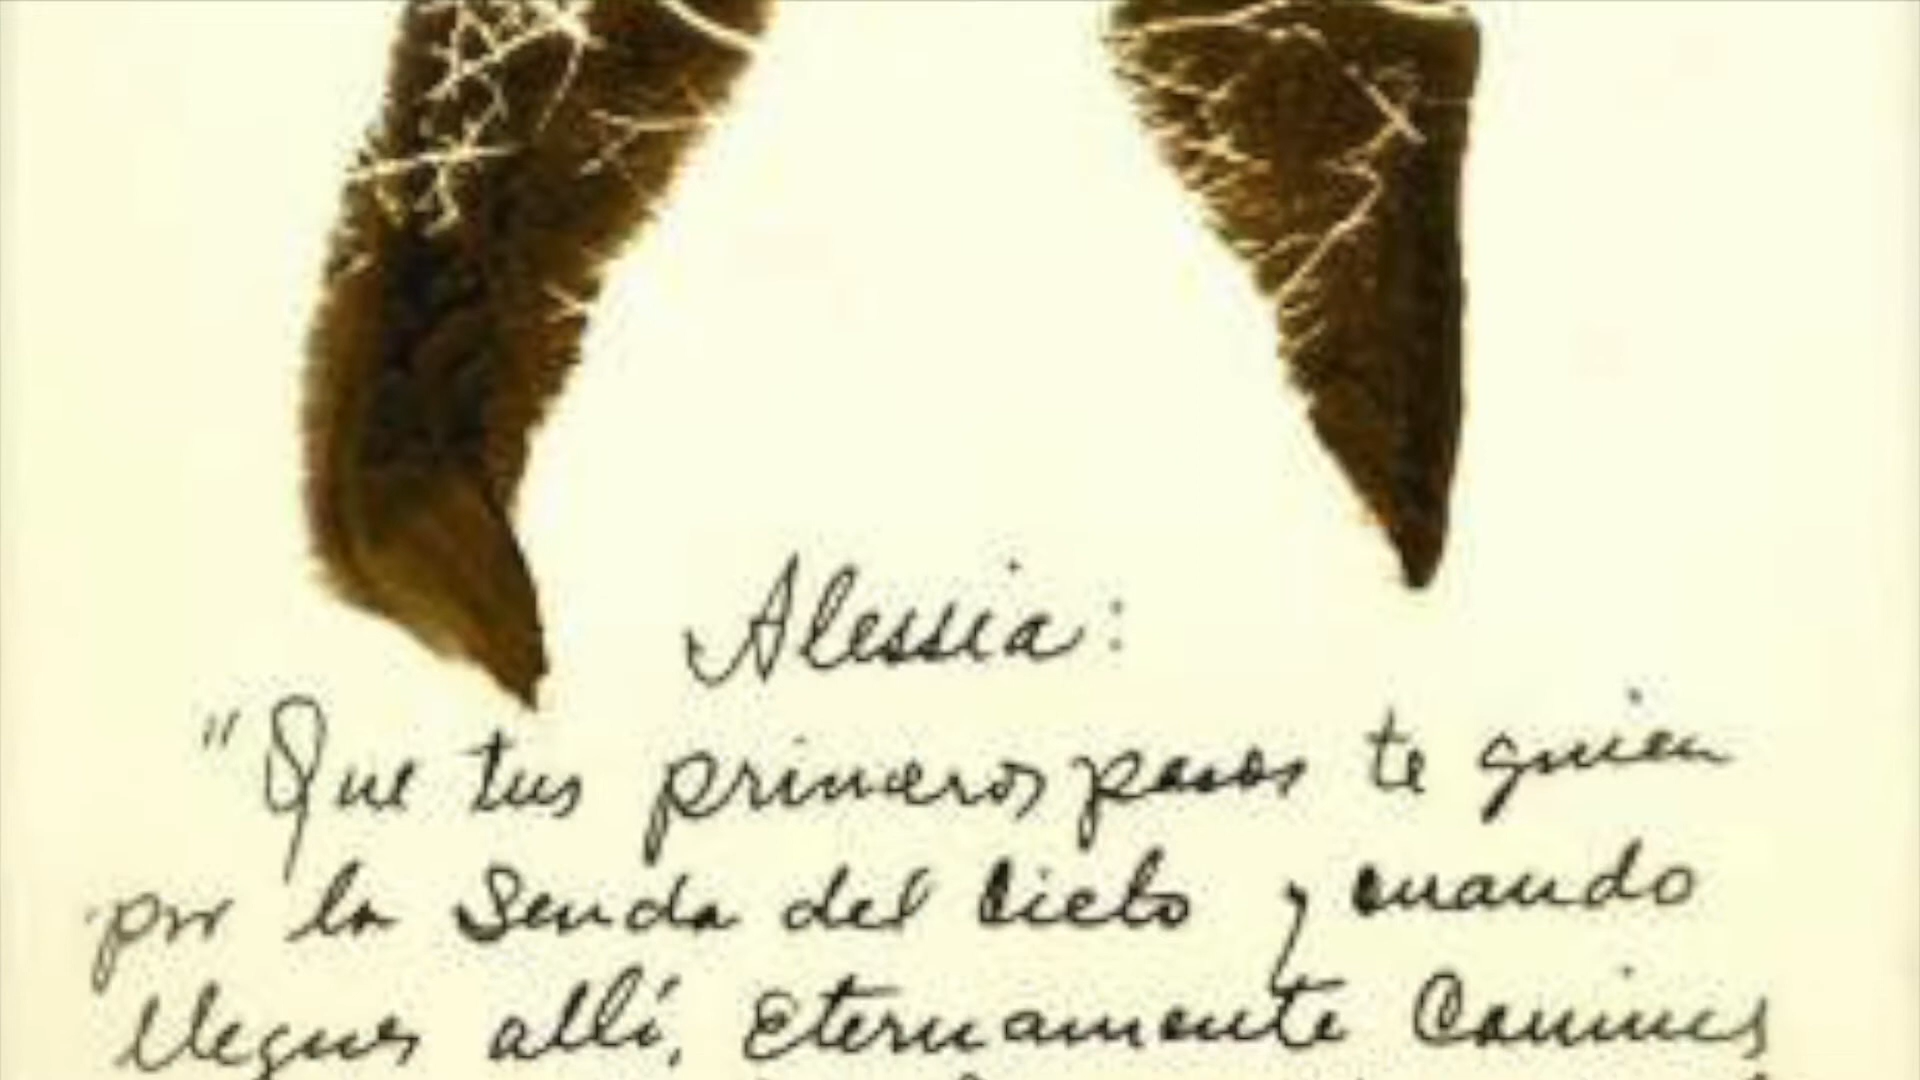 Alessia:
"Que tus primeros pasos te guien
por la Senda del Cielo y cuando
llegues allí, Eternamente Camines